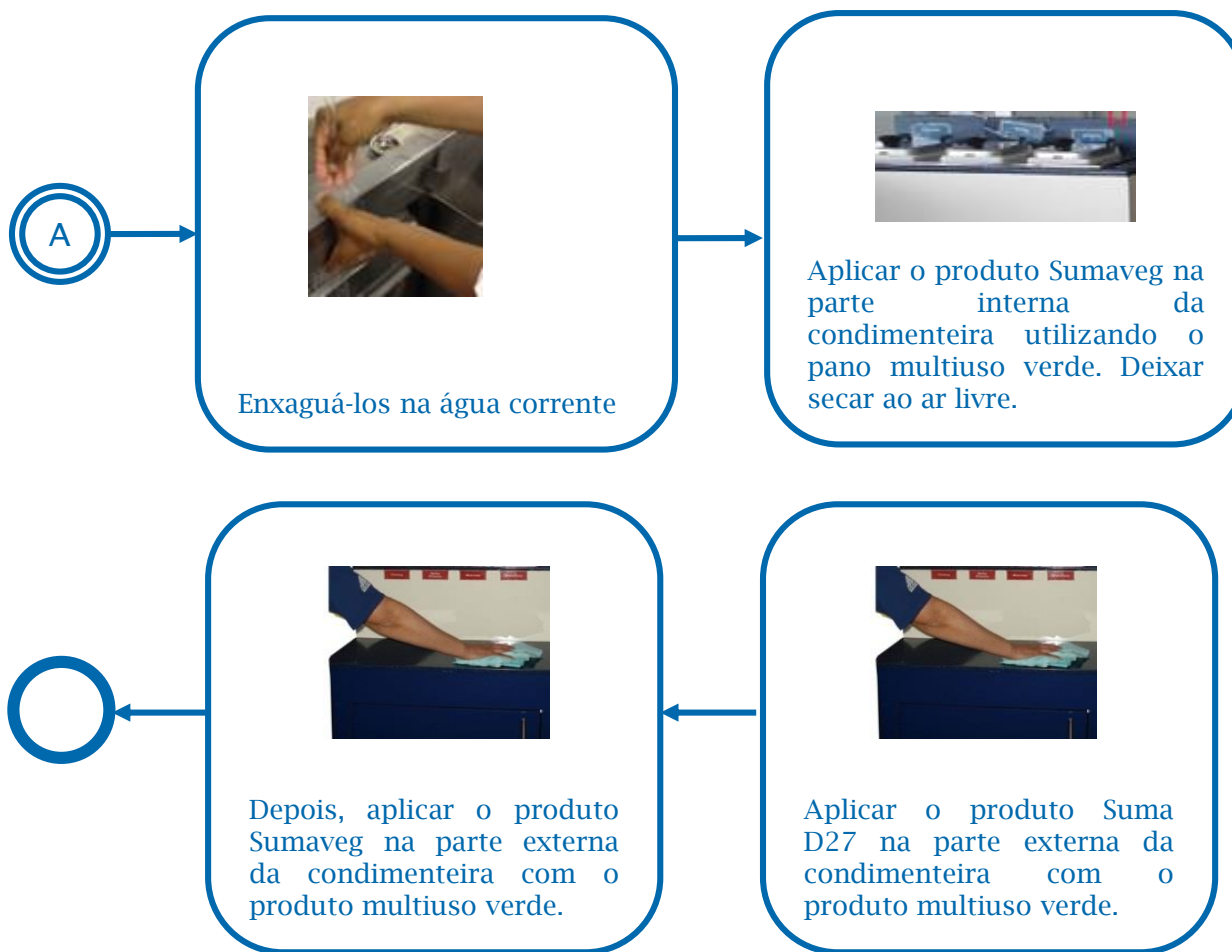 A
Enxaguá-los na água corrente
Aplicar o produto Sumaveg na
parte interna da
condimenteira utilizando o
pano multiuso verde. Deixar
secar ao ar livre.
Aplicar o produto Suma
D27 na parte externa da
condimenteira com o
produto multiuso verde.
Depois, aplicar o produto
Sumaveg na parte externa
da condimenteira com o
produto multiuso verde.